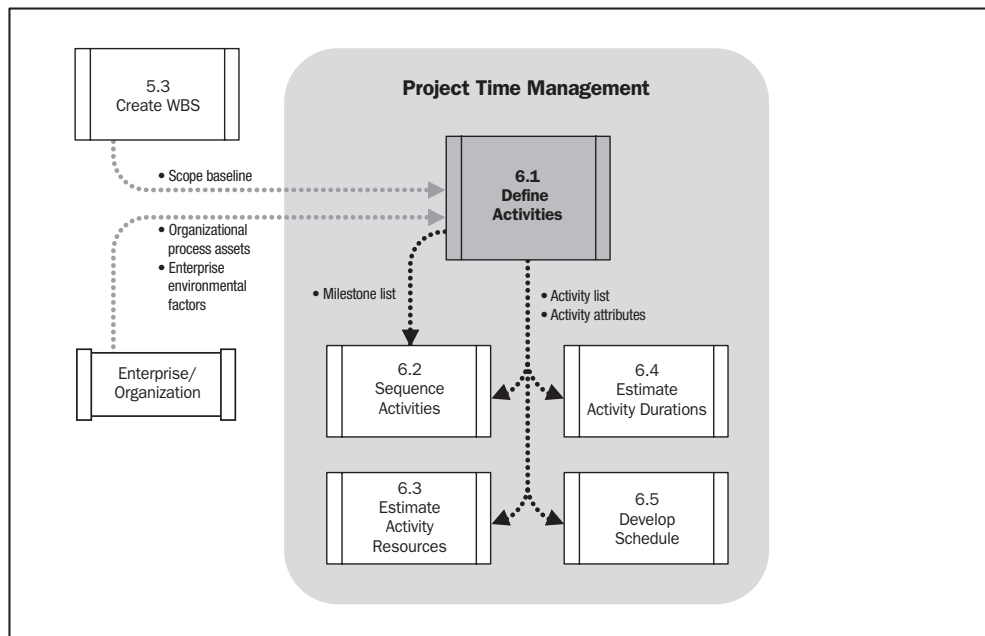 Project Time Management
5.3
Create WBS
• Scope baseline
6.1
Define
Activities
• Organizational
process assets
• Enterprise
environmental
factors
• Milestone list
• Activity list
• Activity attributes
Enterprise/
Organization
6.2
Sequence
Activities
6.4
Estimate
Activity Durations
6.3
Estimate
Activity
Resources
6.5
Develop
Schedule